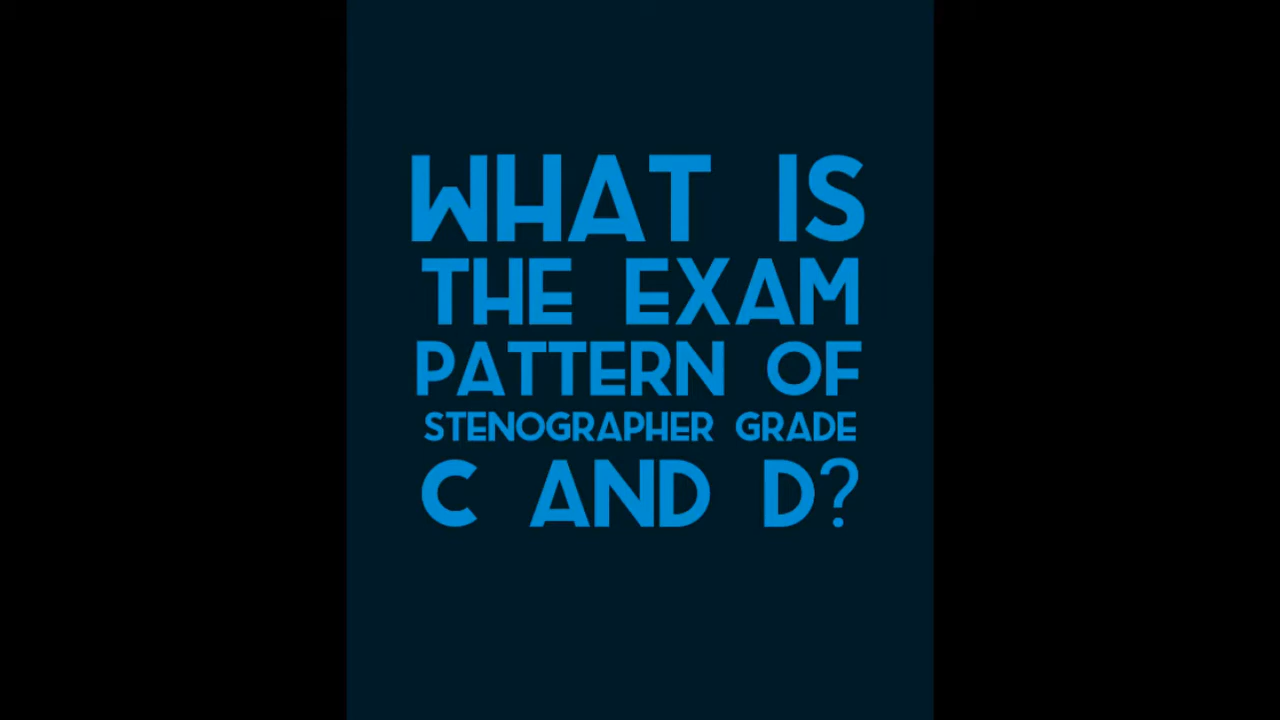 WHAT IS
THE EXAM
PATTERN OF
STENOGRAPHER GRADE
C AND D?